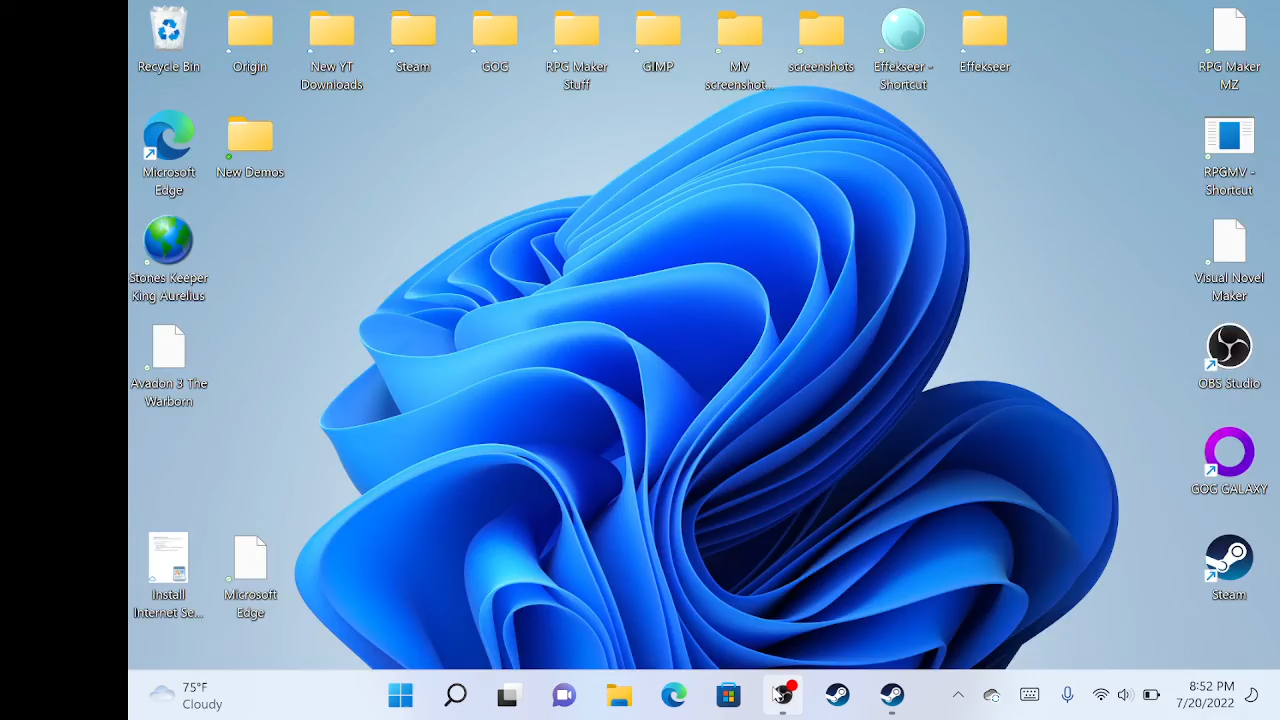 Recycle Bin
Origin
New YT
Downloads
Steam
GOG
RPG Maker
Stuff
GIMP
MV
screenshot...
screenshots
Effekseer -
Shortcut
Effekseer
RPG Maker
MZ
Microsoft
Edge
New Demos
RPGMV -
Shortcut
Stones Keeper
King Aurelius
Visual Novel
Maker
Avadon 3 The
Warborn
OBS Studio
GOG GALAXY
Install
Internet Se...
Microsoft
Edge
Steam
75°F
Cloudy
8:52 PM
7/20/2022